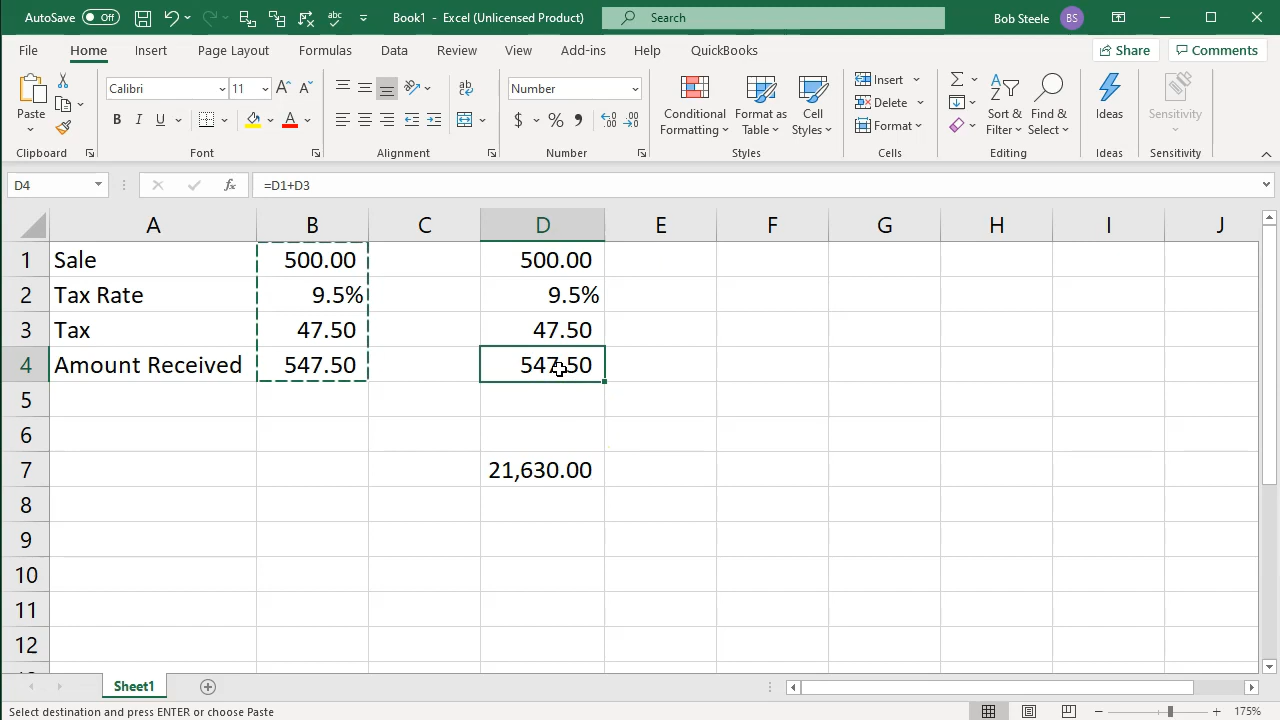 AutoSave Off
Book1 - Excel (Unlicensed Product)
Search
Bob Steele BS
File Home Insert Page Layout Formulas Data Review View Add-ins Help QuickBooks Share Comments
Calibri 11 Number
Paste
Conditional Formatting
Format as Table
Cell Styles
Insert
Delete
Format
Sort & Filter
Find & Select
Ideas
Sensitivity
Clipboard Font Alignment Number Styles Cells Editing Ideas Sensitivity
D4 fx =D1+D3
A B C D E F G H I J
1 Sale 500.00 500.00
2 Tax Rate 9.5% 9.5%
3 Tax 47.50 47.50
4 Amount Received 547.50 547.50
5
6
7 21,630.00
8
9
10
11
12
Sheet1
Select destination and press ENTER or choose Paste
175%